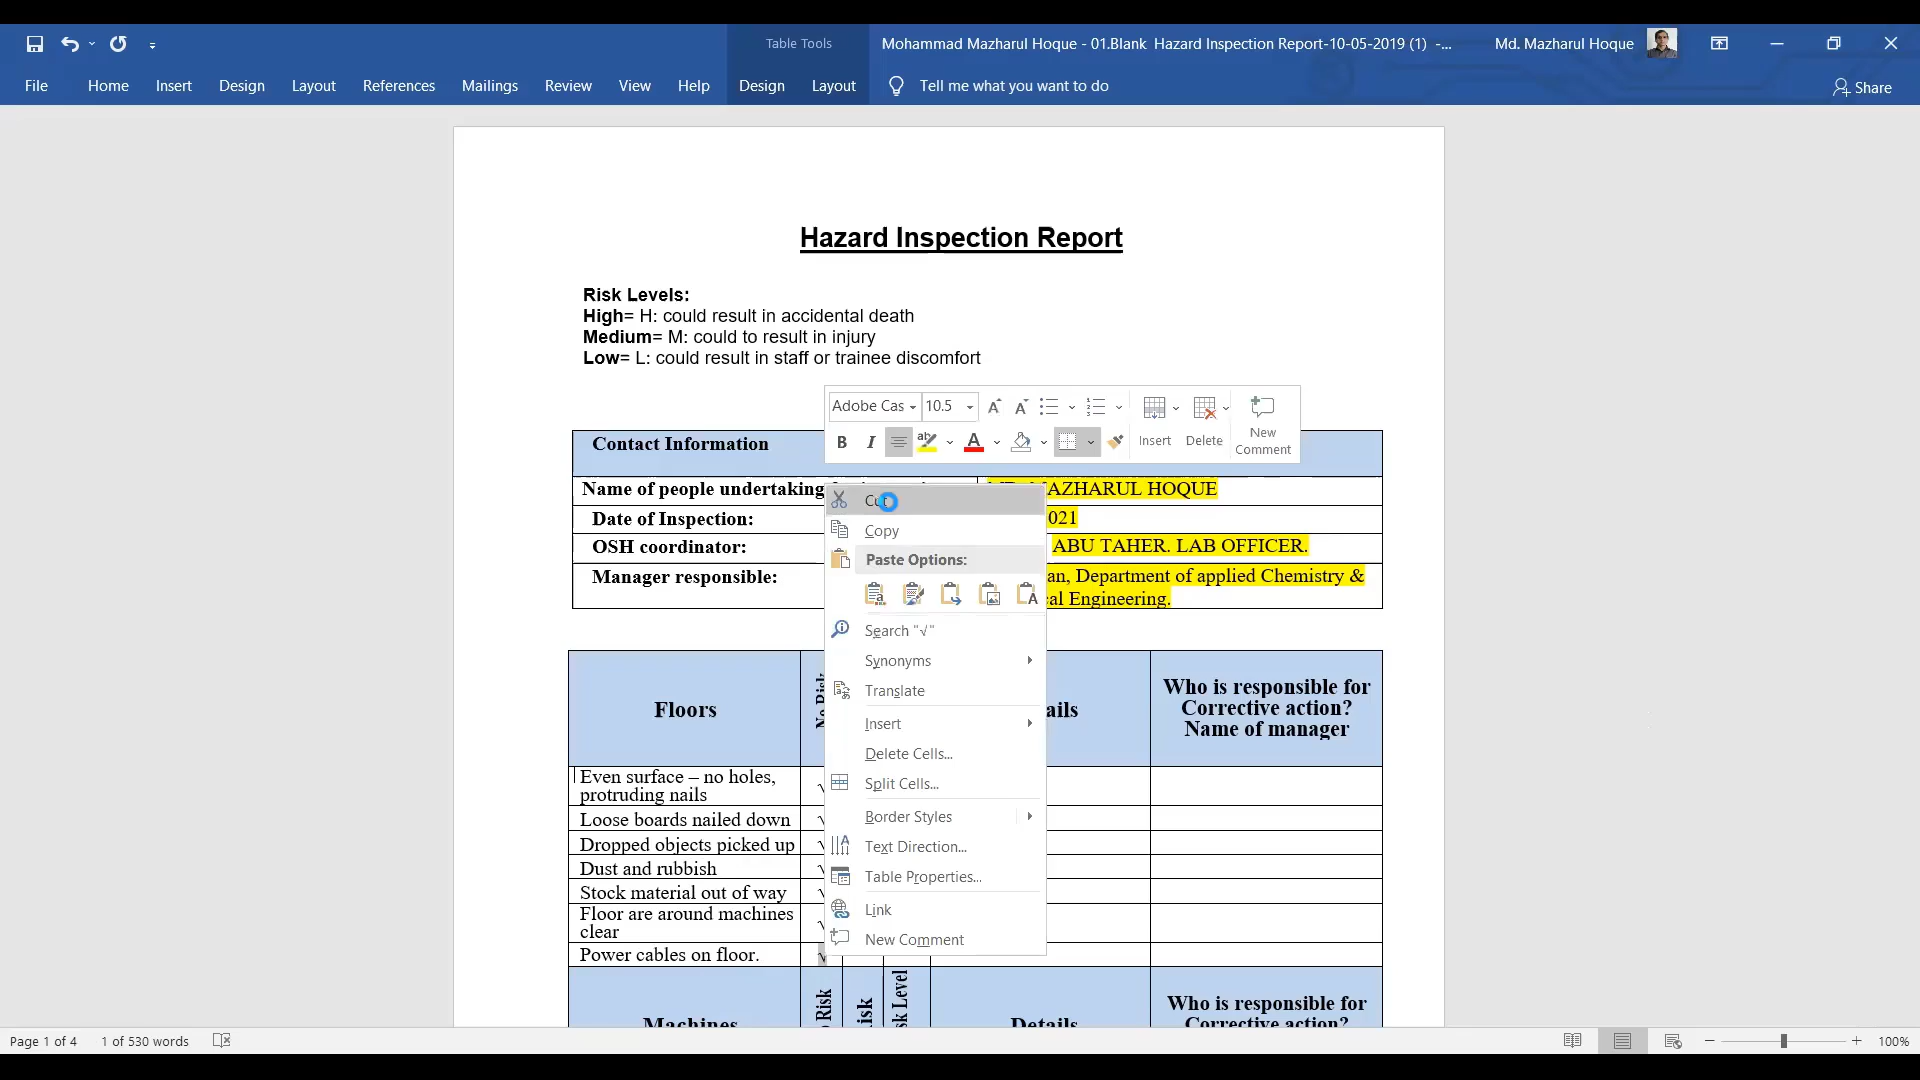 Table Tools
Mohammad Mazharul Hoque - 01.Blank Hazard Inspection Report-10-05-2019 (1) -...
Md. Mazharul Hoque
File
Home
Insert
Design
Layout
References
Mailings
Review
View
Help
Design
Layout
Tell me what you want to do
Share
Hazard Inspection Report
Risk Levels:
High= H: could result in accidental death
Medium= M: could to result in injury
Low= L: could result in staff or trainee discomfort
Adobe Cas
10.5
Insert
Delete
New
Comment
Contact Information
Name of people undertaking
AZHARUL HOQUE
Date of Inspection:
021
OSH coordinator:
ABU TAHER. LAB OFFICER.
Manager responsible:
an, Department of applied Chemistry &
al Engineering.
Cut
Copy
Paste Options:
Search "√"
Synonyms
Translate
Insert
Delete Cells...
Split Cells...
Border Styles
Text Direction...
Table Properties...
Link
New Comment
Floors
No Risk
ails
Who is responsible for
Corrective action?
Name of manager
Even surface – no holes,
protruding nails
√
Loose boards nailed down
√
Dropped objects picked up
√
Dust and rubbish
√
Stock material out of way
√
Floor are around machines
clear
√
Power cables on floor.
√
Machines
o Risk
isk
sk Level
Details
Who is responsible for
Corrective action?
Page 1 of 4
1 of 530 words
100%